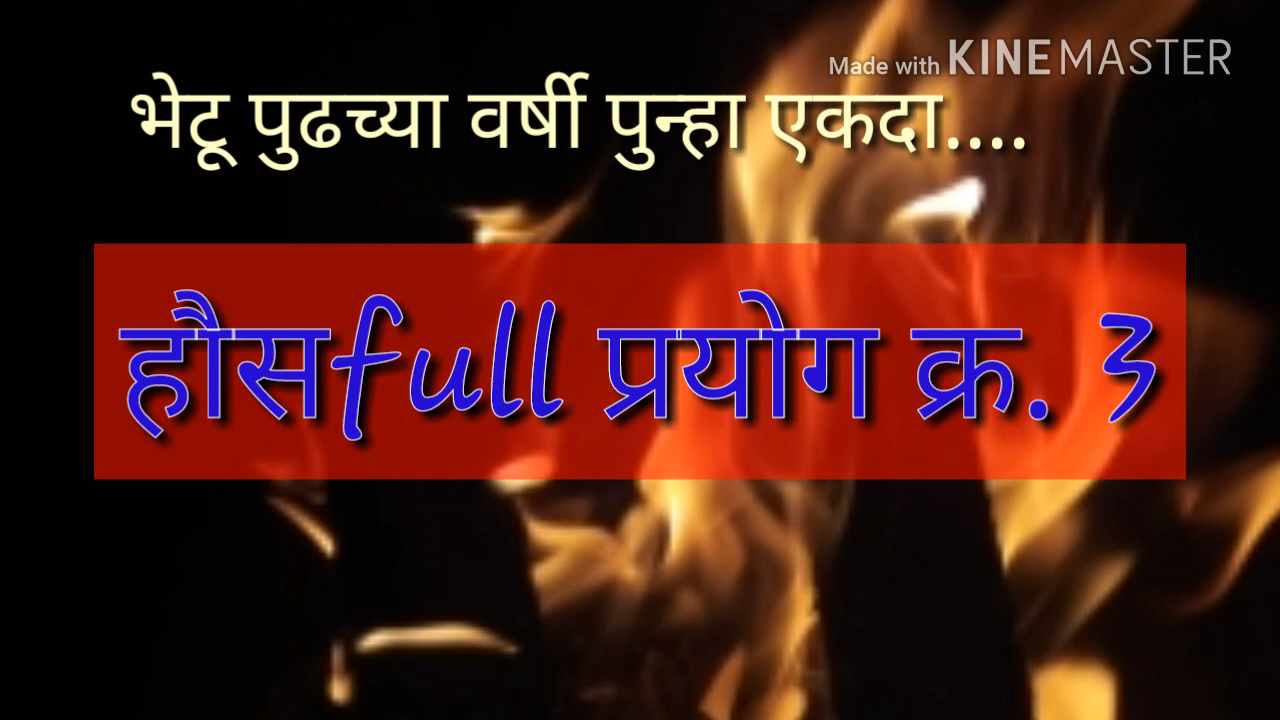 Made with KINEMASTER
भेटू पुढच्या वर्षी पुन्हा एकदा....
हौसfull प्रयोग क्र. ३